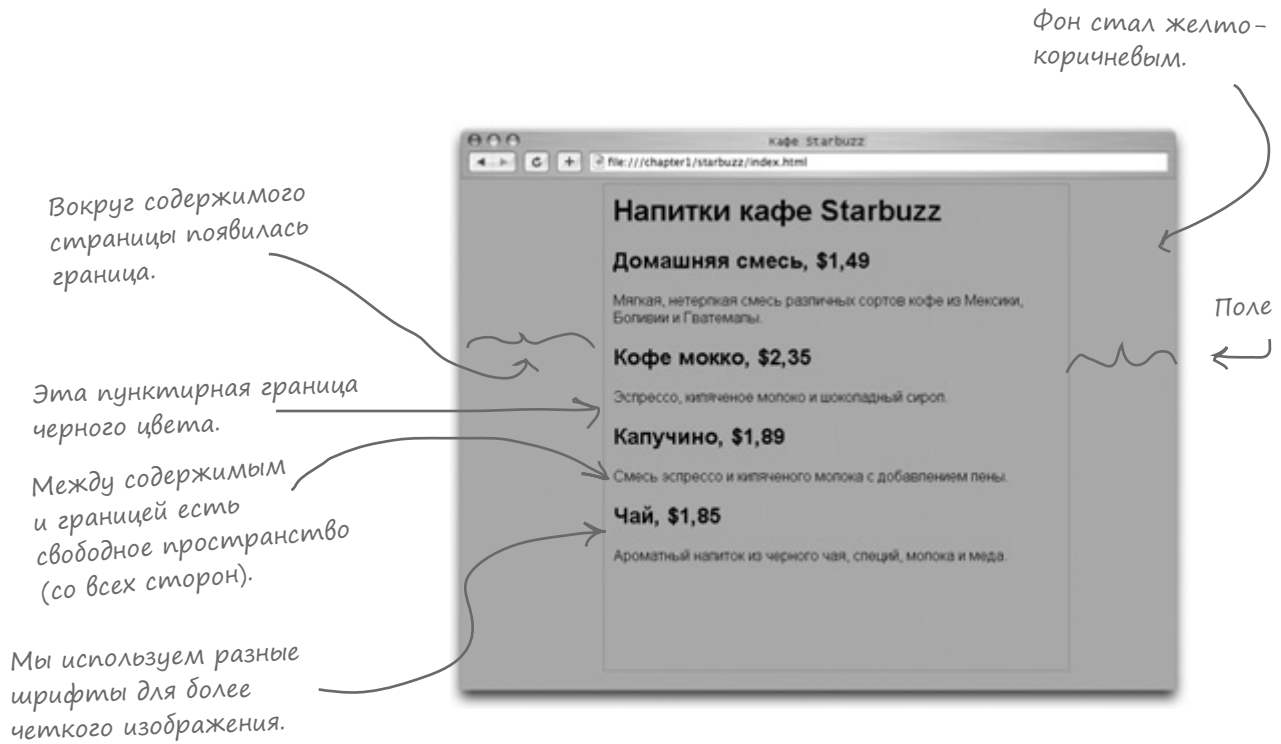 Фон стал желто-
коричневым.
Кафе Starbuzz
file:///chapter1/starbuzz/index.html
Вокруг содержимого
страницы появилась
граница.
Напитки кафе Starbuzz
Домашняя смесь, $1,49
Мягкая, нетерпкая смесь различных сортов кофе из Мексики,
Боливии и Гватемалы.
Поле
Кофе мокко, $2,35
Эта пунктирная граница
черного цвета.
Эспрессо, кипяченое молоко и шоколадный сироп.
Капучино, $1,89
Между содержимым
и границей есть
свободное пространство
(со всех сторон).
Смесь эспрессо и кипяченого молока с добавлением пены.
Чай, $1,85
Ароматный напиток из черного чая, специй, молока и меда.
Мы используем разные
шрифты для более
четкого изображения.